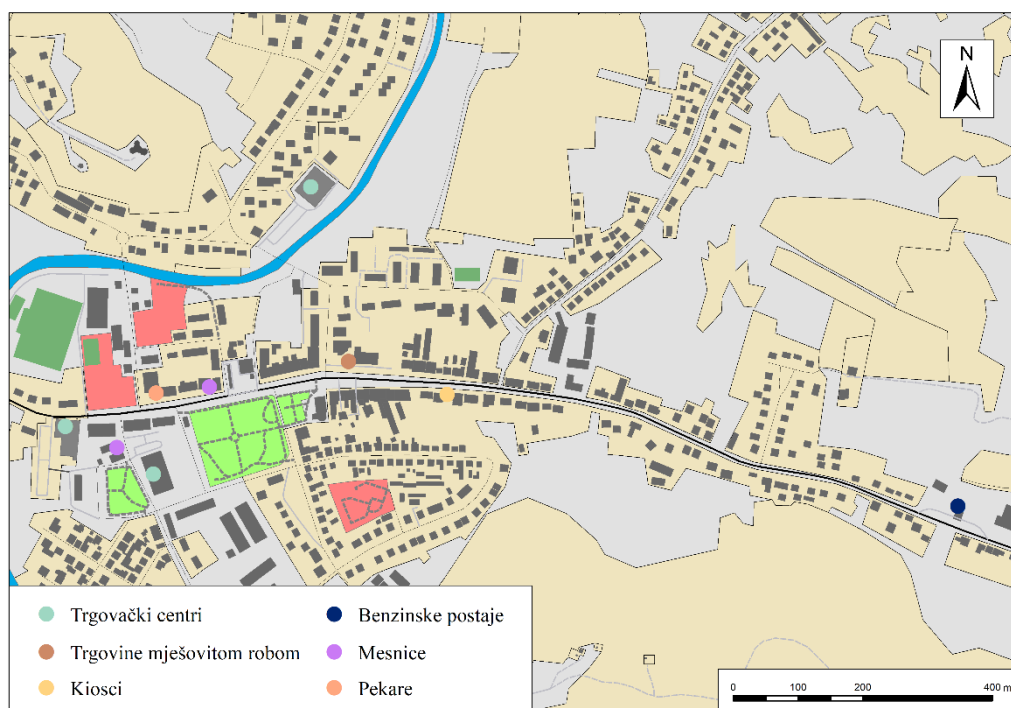 N
Trgovački centri
Trgovine mješovitom robom
Kiosci
Benzinske postaje
Mesnice
Pekare
0 100 200 400 m